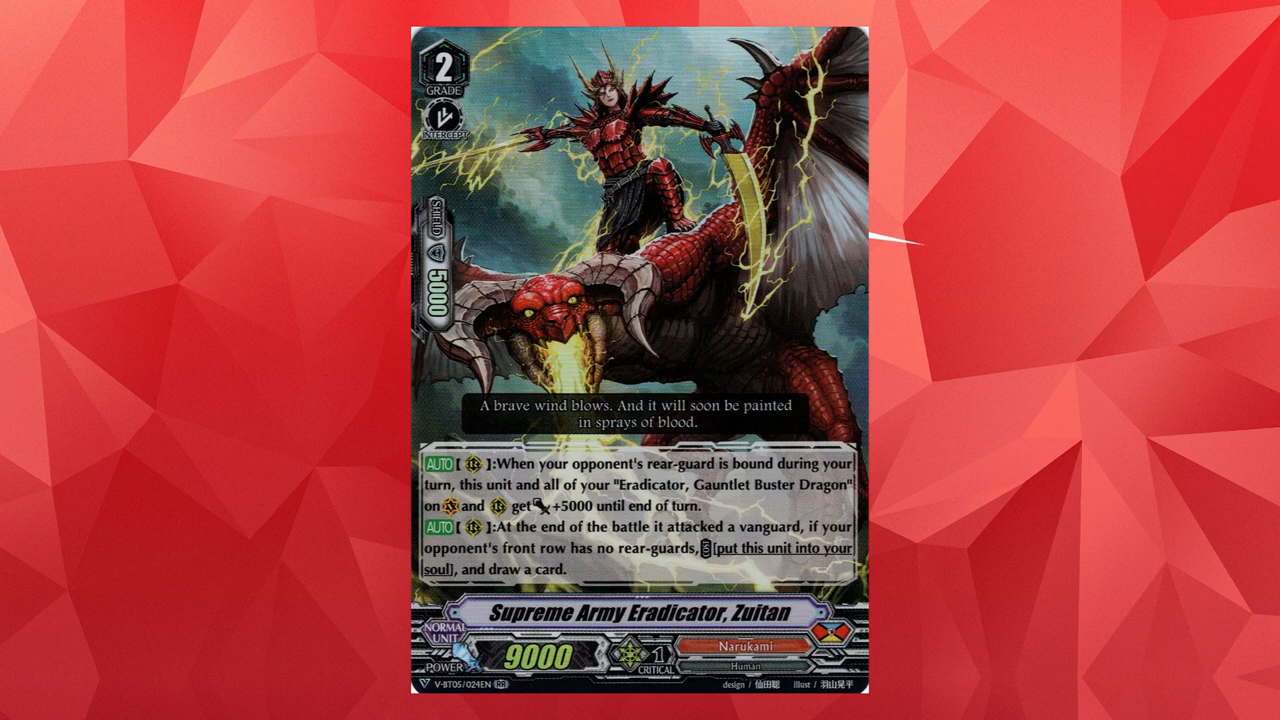 2
GRADE
INTERCEPT
SHIELD
5000
A brave wind blows. And it will soon be painted
in sprays of blood.
AUTO [ R ]:When your opponent's rear-guard is bound during your
turn, this unit and all of your "Eradicator, Gauntlet Buster Dragon"
on V and R get +5000 until end of turn.
AUTO [ R ]:At the end of the battle it attacked a vanguard, if your
opponent's front row has no rear-guards, [put this unit into your
soul], and draw a card.
Supreme Army Eradicator, Zuitan
NORMAL
UNIT
POWER 9000 1 CRITICAL
Narukami
Human
V-BT05/024EN RR design / 仙田聡 illust / 羽山晃平